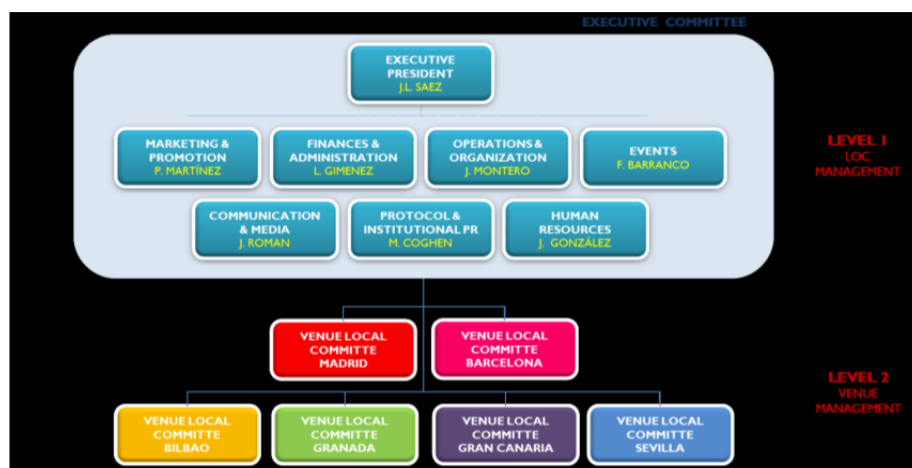 EXECUTIVE COMMITTEE
EXECUTIVE
PRESIDENT
J.L. SAEZ
MARKETING &
PROMOTION
P. MARTÍNEZ
FINANCES &
ADMINISTRATION
L. GIMENEZ
OPERATIONS &
ORGANIZATION
J. MONTERO
EVENTS
F. BARRANCO
LEVEL 1
LOC
MANAGEMENT
COMMUNICATION
& MEDIA
J. ROMAN
PROTOCOL &
INSTITUTIONAL PR
M. COGHEN
HUMAN
RESOURCES
J. GONZÁLEZ
VENUE LOCAL
COMMITTE
MADRID
VENUE LOCAL
COMMITTE
BARCELONA
LEVEL 2
VENUE
MANAGEMENT
VENUE LOCAL
COMMITTE
BILBAO
VENUE LOCAL
COMMITTE
GRANADA
VENUE LOCAL
COMMITTE
GRAN CANARIA
VENUE LOCAL
COMMITTE
SEVILLA